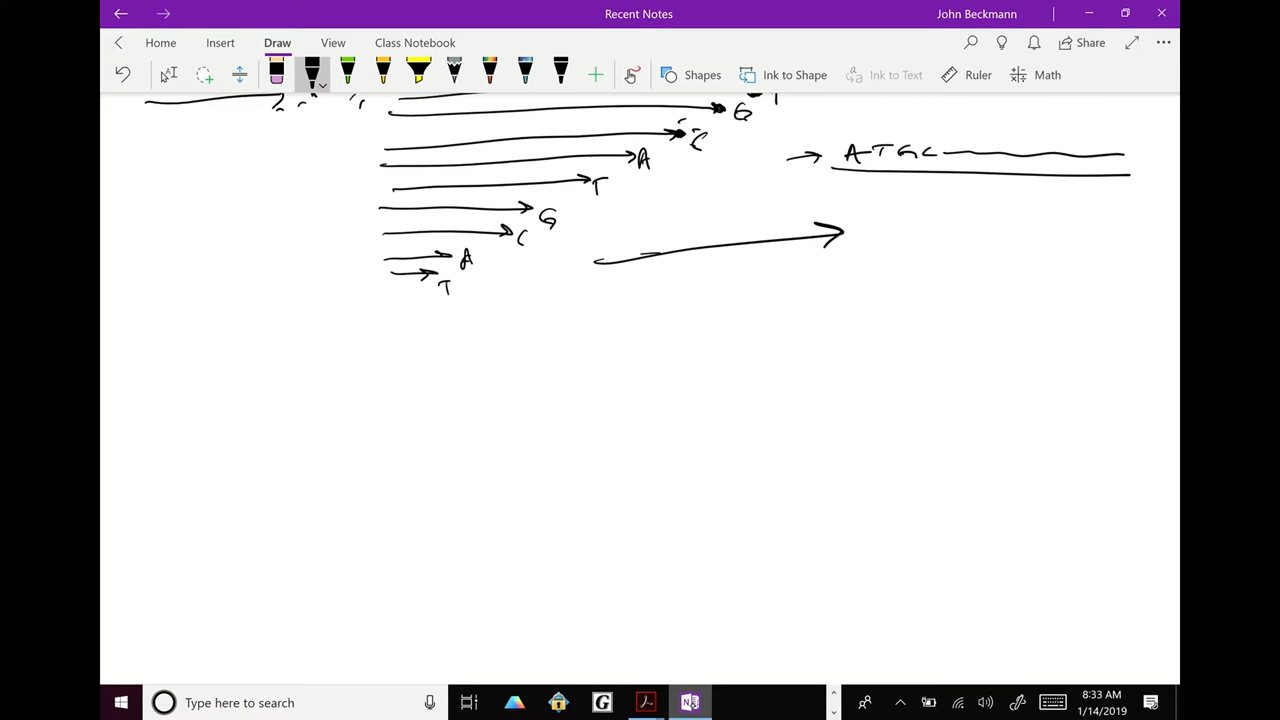 Recent Notes
John Beckmann
Home Insert Draw View Class Notebook
Share
Shapes
Ink to Shape
Ink to Text
Ruler
Math
G
C
A
ATGC
T
G
C
A
T
Type here to search
8:33 AM
1/14/2019